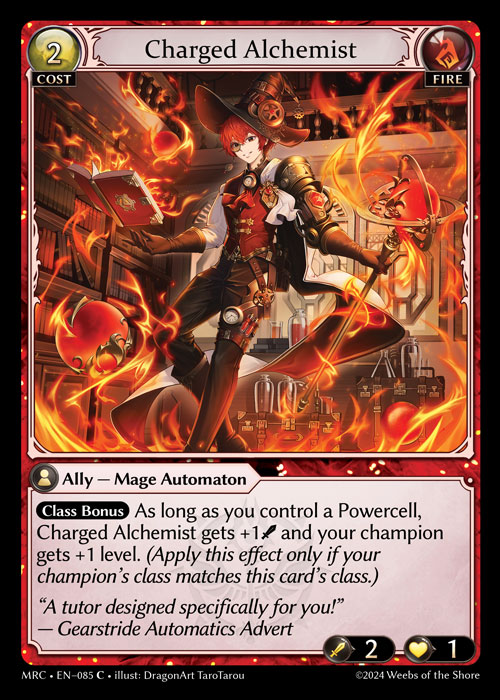 2
Charged Alchemist
COST
FIRE
Ally — Mage Automaton
Class Bonus As long as you control a Powercell,
Charged Alchemist gets +1 and your champion
gets +1 level. (Apply this effect only if your
champion's class matches this card's class.)
“A tutor designed specifically for you!”
— Gearstride Automatics Advert
2
1
MRC • EN–085 C • illust: DragonArt TaroTarou
©2024 Weebs of the Shore